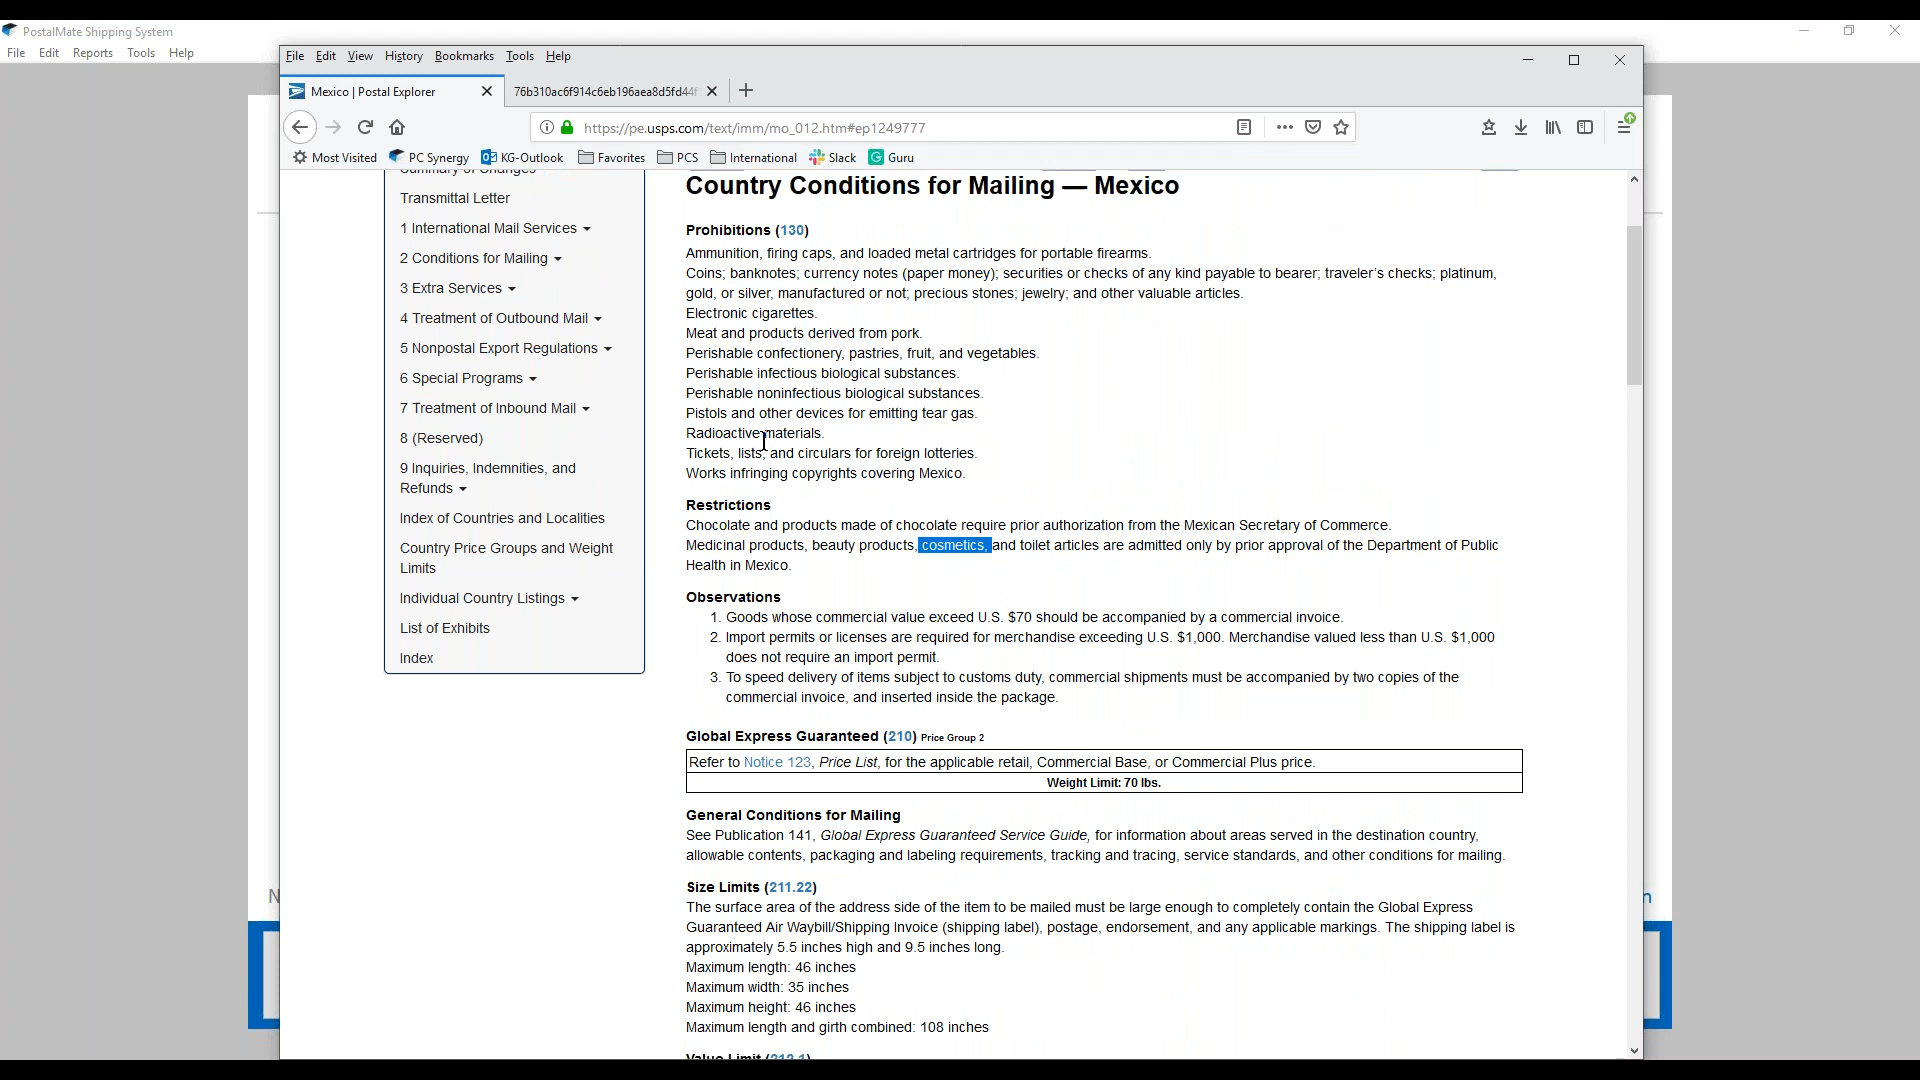 PostalMate Shipping System
File Edit Reports Tools Help
File Edit View History Bookmarks Tools Help
Mexico | Postal Explorer
76b310ac6f914c6eb196aea8d5fd44f
https://pe.usps.com/text/imm/mo_012.htm#ep1249777
Most Visited PC Synergy KG-Outlook Favorites PCS International Slack Guru
Summary of Changes
Transmittal Letter
1 International Mail Services
2 Conditions for Mailing
3 Extra Services
4 Treatment of Outbound Mail
5 Nonpostal Export Regulations
6 Special Programs
7 Treatment of Inbound Mail
8 (Reserved)
9 Inquiries, Indemnities, and
Refunds
Index of Countries and Localities
Country Price Groups and Weight
Limits
Individual Country Listings
List of Exhibits
Index
Country Conditions for Mailing — Mexico
Prohibitions (130)
Ammunition, firing caps, and loaded metal cartridges for portable firearms.
Coins; banknotes; currency notes (paper money); securities or checks of any kind payable to bearer; traveler's checks; platinum,
gold, or silver, manufactured or not; precious stones; jewelry; and other valuable articles.
Electronic cigarettes.
Meat and products derived from pork.
Perishable confectionery, pastries, fruit, and vegetables.
Perishable infectious biological substances.
Perishable noninfectious biological substances.
Pistols and other devices for emitting tear gas.
Radioactive materials.
Tickets, lists, and circulars for foreign lotteries.
Works infringing copyrights covering Mexico.
Restrictions
Chocolate and products made of chocolate require prior authorization from the Mexican Secretary of Commerce.
Medicinal products, beauty products, cosmetics, and toilet articles are admitted only by prior approval of the Department of Public
Health in Mexico.
Observations
1. Goods whose commercial value exceed U.S. $70 should be accompanied by a commercial invoice.
2. Import permits or licenses are required for merchandise exceeding U.S. $1,000. Merchandise valued less than U.S. $1,000
does not require an import permit.
3. To speed delivery of items subject to customs duty, commercial shipments must be accompanied by two copies of the
commercial invoice, and inserted inside the package.
Global Express Guaranteed (210) Price Group 2
Refer to Notice 123, Price List, for the applicable retail, Commercial Base, or Commercial Plus price.
Weight Limit: 70 lbs.
General Conditions for Mailing
See Publication 141, Global Express Guaranteed Service Guide, for information about areas served in the destination country,
allowable contents, packaging and labeling requirements, tracking and tracing, service standards, and other conditions for mailing.
Size Limits (211.22)
The surface area of the address side of the item to be mailed must be large enough to completely contain the Global Express
Guaranteed Air Waybill/Shipping Invoice (shipping label), postage, endorsement, and any applicable markings. The shipping label is
approximately 5.5 inches high and 9.5 inches long.
Maximum length: 46 inches
Maximum width: 35 inches
Maximum height: 46 inches
Maximum length and girth combined: 108 inches
Value Limit (212.1)